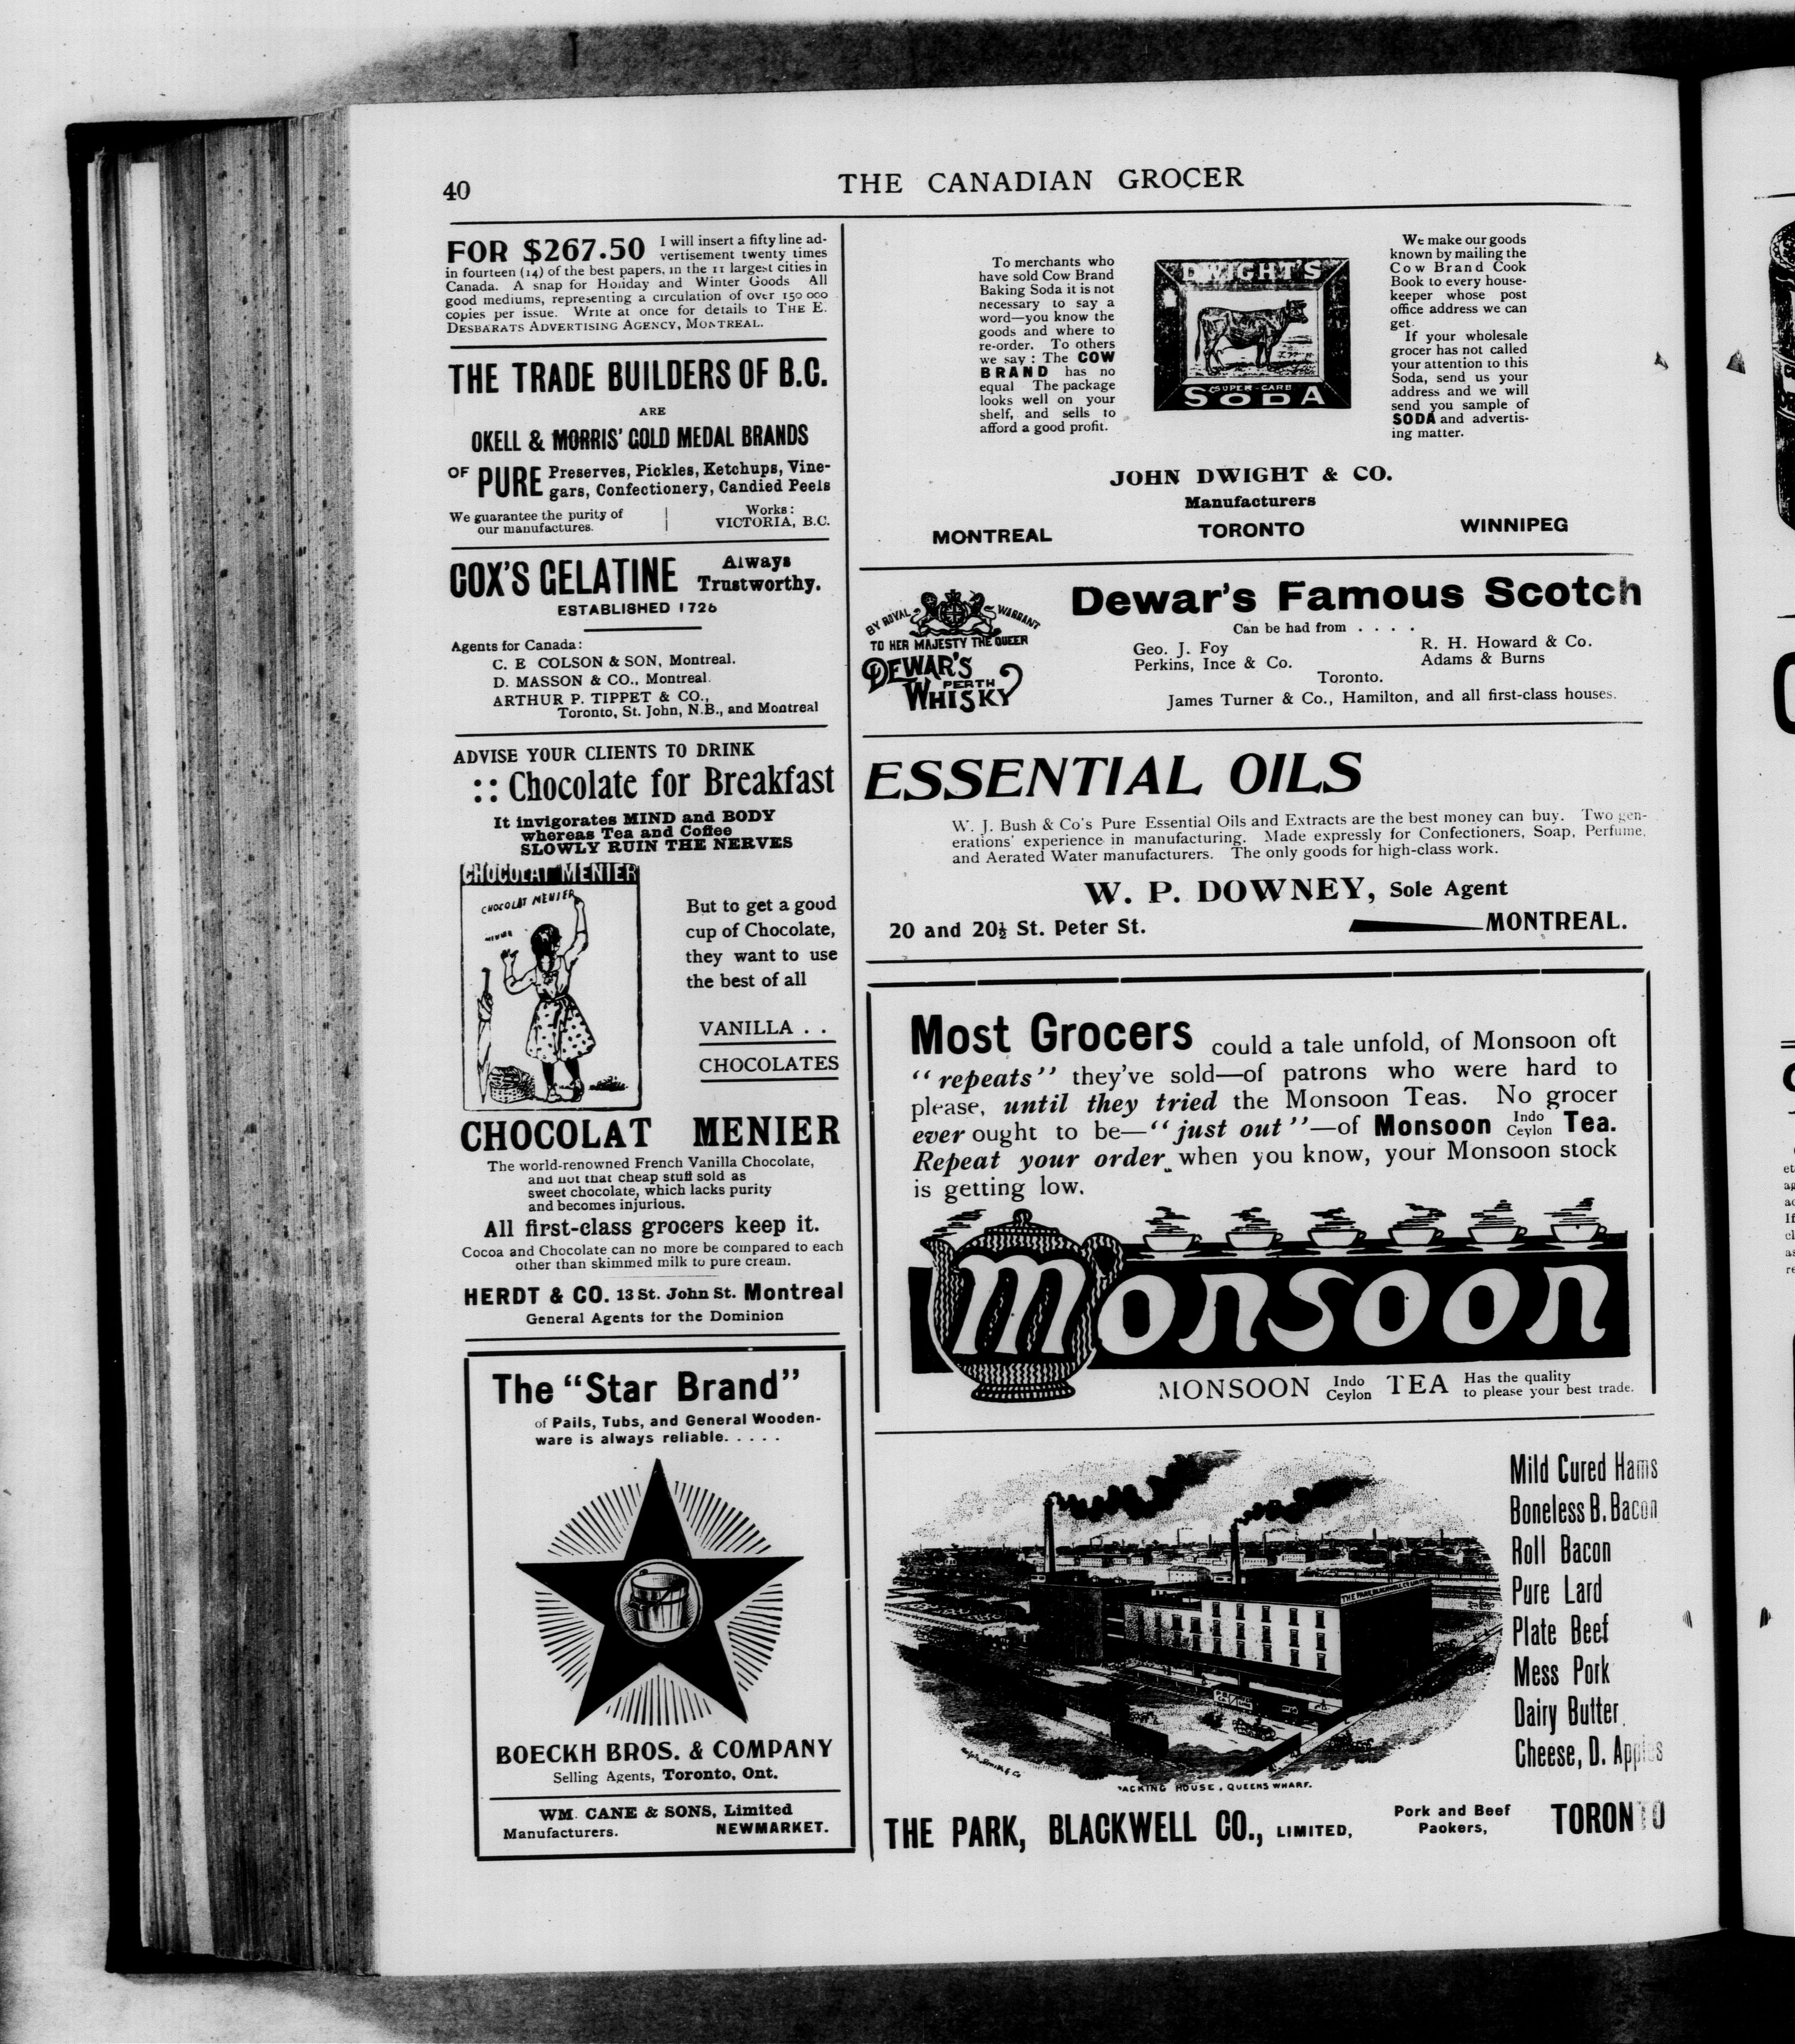 40
THE CANADIAN GROCER
FOR $267.50 I will insert a fifty line ad-
vertisement twenty times
in fourteen (14) of the best papers, in the 11 largest cities in
Canada. A snap for Holiday and Winter Goods All
good mediums, representing a circulation of over 150 000
copies per issue. Write at once for details to THE E.
DESBARATS ADVERTISING AGENCY, MONTREAL.
THE TRADE BUILDERS OF B.C.
ARE
OKELL & MORRIS' GOLD MEDAL BRANDS
OF PURE Preserves, Pickles, Ketchups, Vine-
gars, Confectionery, Candied Peels
We guarantee the purity of
our manufactures.
Works:
VICTORIA, B.C.
COX'S GELATINE Always
Trustworthy.
ESTABLISHED 1725
Agents for Canada:
C. E COLSON & SON, Montreal.
D. MASSON & CO., Montreal.
ARTHUR P. TIPPET & CO.,
Toronto, St. John, N.B., and Montreal
ADVISE YOUR CLIENTS TO DRINK
:: Chocolate for Breakfast
It invigorates MIND and BODY
whereas Tea and Coffee
SLOWLY RUIN THE NERVES
CHOCOLAT MENIER
CHOCOLAT MENIER
But to get a good
cup of Chocolate,
they want to use
the best of all
VANILLA . .
CHOCOLATES
CHOCOLAT MENIER
The world-renowned French Vanilla Chocolate,
and not that cheap stuff sold as
sweet chocolate, which lacks purity
and becomes injurious.
All first-class grocers keep it.
Cocoa and Chocolate can no more be compared to each
other than skimmed milk to pure cream.
HERDT & CO. 13 St. John St. Montreal
General Agents for the Dominion
The "Star Brand"
of Pails, Tubs, and General Wooden-
ware is always reliable. . . . .
BOECKH BROS. & COMPANY
Selling Agents, Toronto, Ont.
WM. CANE & SONS, Limited
Manufacturers. NEWMARKET.
To merchants who
have sold Cow Brand
Baking Soda it is not
necessary to say a
word—you know the
goods and where to
re-order. To others
we say : The COW
BRAND has no
equal The package
looks well on your
shelf, and sells to
afford a good profit.
DWIGHT'S
SUPER-CARB
SODA
We make our goods
known by mailing the
Cow Brand Cook
Book to every house-
keeper whose post
office address we can
get.
If your wholesale
grocer has not called
your attention to this
Soda, send us your
address and we will
send you sample of
SODA and advertis-
ing matter.
JOHN DWIGHT & CO.
Manufacturers
MONTREAL TORONTO WINNIPEG
BY ROYAL WARRANT
TO HER MAJESTY THE QUEEN
DEWAR'S
PERTH
WHISKY
Dewar's Famous Scotch
Can be had from . . . .
Geo. J. Foy R. H. Howard & Co.
Perkins, Ince & Co. Adams & Burns
Toronto.
James Turner & Co., Hamilton, and all first-class houses.
ESSENTIAL OILS
W. J. Bush & Co's Pure Essential Oils and Extracts are the best money can buy. Two gen-
erations' experience in manufacturing. Made expressly for Confectioners, Soap, Perfume,
and Aerated Water manufacturers. The only goods for high-class work.
W. P. DOWNEY, Sole Agent
20 and 20½ St. Peter St. MONTREAL.
Most Grocers could a tale unfold, of Monsoon oft
"repeats" they've sold—of patrons who were hard to
please, until they tried the Monsoon Teas. No grocer
ever ought to be—"just out"—of Monsoon Indo Ceylon Tea.
Repeat your order when you know, your Monsoon stock
is getting low.
Monsoon
MONSOON Indo Ceylon TEA Has the quality
to please your best trade.
Mild Cured Hams
Boneless B. Bacon
Roll Bacon
Pure Lard
Plate Beef
Mess Pork
Dairy Butter
Cheese, D. Apples
THE PARK, BLACKWELL CO. LIMITED
PACKING HOUSE, QUEENS WHARF.
THE PARK, BLACKWELL CO., LIMITED, Pork and Beef
Packers, TORONTO